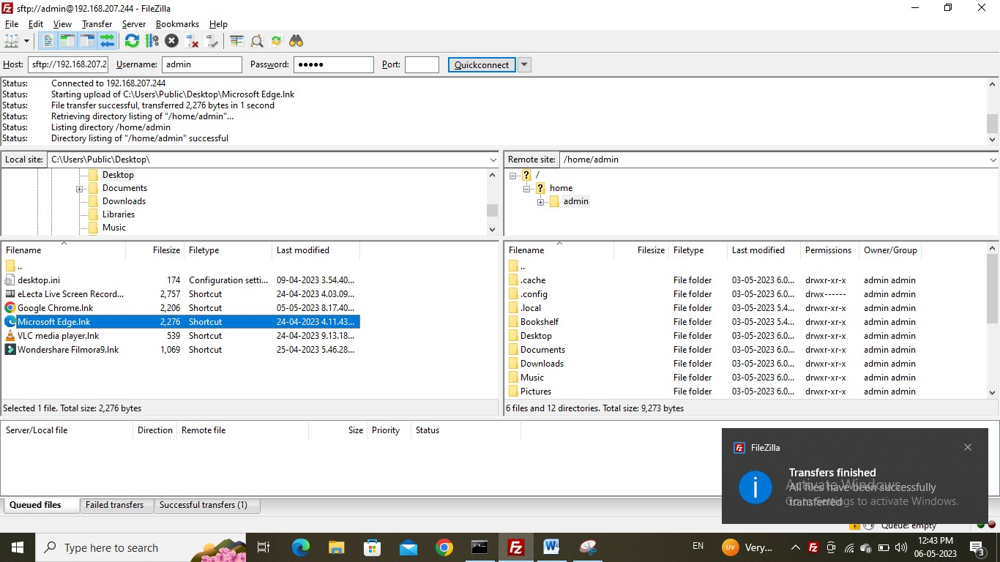 sftp://admin@192.168.207.244 - FileZilla
File Edit View Transfer Server Bookmarks Help
Host: sftp://192.168.207.2 Username: admin Password: ●●●●● Port: Quickconnect
Status: Connected to 192.168.207.244
Status: Starting upload of C:\Users\Public\Desktop\Microsoft Edge.lnk
Status: File transfer successful, transferred 2,276 bytes in 1 second
Status: Retrieving directory listing of "/home/admin"...
Status: Listing directory /home/admin
Status: Directory listing of "/home/admin" successful
Local site: C:\Users\Public\Desktop\
Desktop
Documents
Downloads
Libraries
Music
Remote site: /home/admin
/
home
admin
Filename Filesize Filetype Last modified
..
desktop.ini 174 Configuration setti... 09-04-2023 3.54.40...
eLecta Live Screen Record... 2,757 Shortcut 24-04-2023 4.03.09...
Google Chrome.lnk 2,206 Shortcut 05-05-2023 8.17.40...
Microsoft Edge.lnk 2,276 Shortcut 24-04-2023 4.11.43...
VLC media player.lnk 539 Shortcut 24-04-2023 9.13.18...
Wondershare Filmora9.lnk 1,069 Shortcut 25-04-2023 5.46.28...
Selected 1 file. Total size: 2,276 bytes
Filename Filesize Filetype Last modified Permissions Owner/Group
..
.cache File folder 03-05-2023 6.0... drwxr-xr-x admin admin
.config File folder 03-05-2023 6.0... drwx------ admin admin
.local File folder 03-05-2023 5.4... drwxr-xr-x admin admin
Bookshelf File folder 03-05-2023 5.4... drwxr-xr-x admin admin
Desktop File folder 03-05-2023 6.0... drwxr-xr-x admin admin
Documents File folder 03-05-2023 6.0... drwxr-xr-x admin admin
Downloads File folder 03-05-2023 6.0... drwxr-xr-x admin admin
Music File folder 03-05-2023 6.0... drwxr-xr-x admin admin
Pictures File folder 03-05-2023 6.0... drwxr-xr-x admin admin
6 files and 12 directories. Total size: 9,273 bytes
Server/Local file Direction Remote file Size Priority Status
FileZilla
Transfers finished
All files have been successfully
transferred
Activate Windows
Go to Settings to activate Windows.
Queued files Failed transfers Successful transfers (1)
Queue: empty
Type here to search
EN
UV Very...
12:43 PM
06-05-2023
3